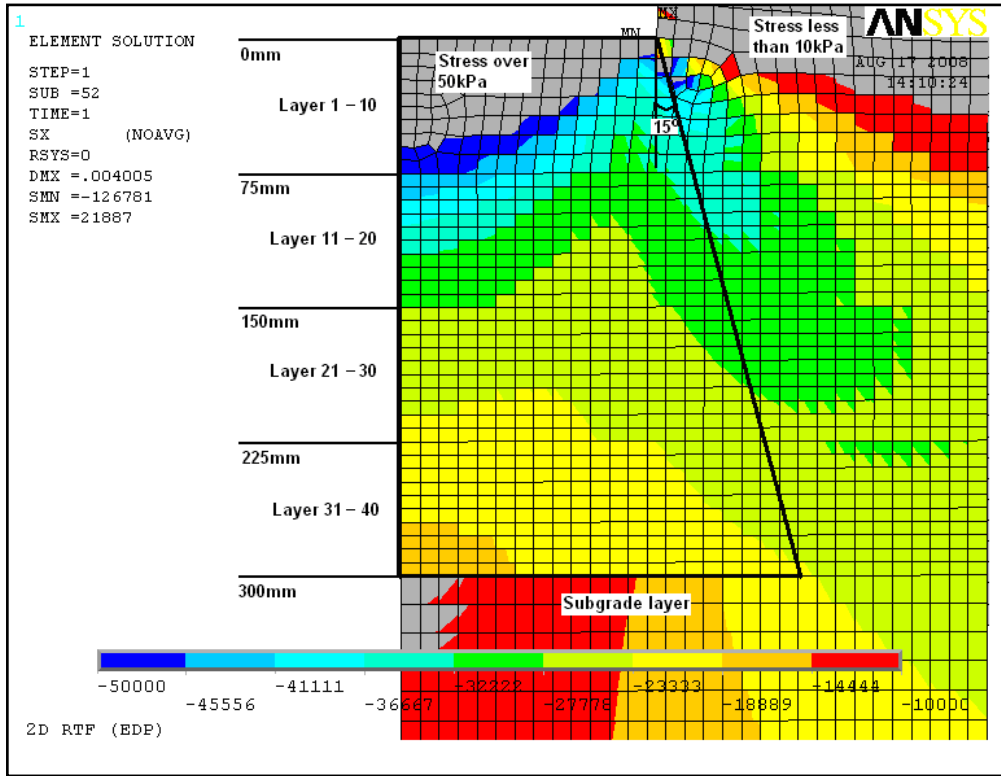 1
ELEMENT SOLUTION
STEP=1
SUB =52
TIME=1
SX (NOAVG)
RSYS=0
DMX =.004005
SMN =-126781
SMX =21887
MN
MX
ANSYS
AUG 17 2008
14:10:24
Stress over
50kPa
Stress less
than 10kPa
15°
0mm
Layer 1 – 10
75mm
Layer 11 – 20
150mm
Layer 21 – 30
225mm
Layer 31 – 40
300mm
Subgrade layer
-50000 -41111 -32222 -23333 -14444
-45556 -36667 -27778 -18889 -10000
2D RTF (EDP)